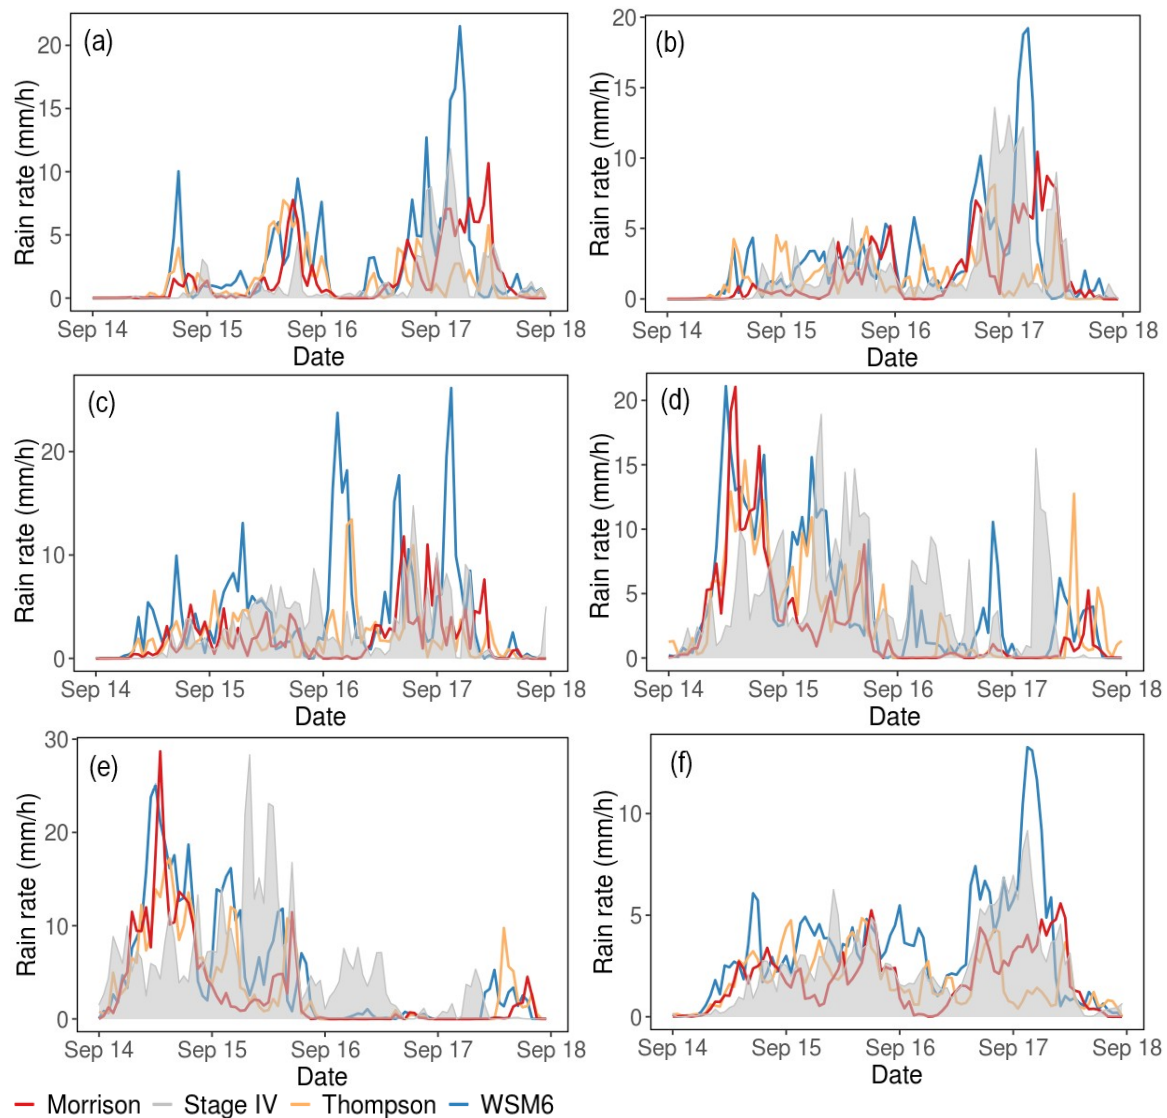 (a)
Rain rate (mm/h)
20
15
10
5
0
Sep 14 Sep 15 Sep 16 Sep 17 Sep 18
Date
(b)
Rain rate (mm/h)
20
15
10
5
0
Sep 14 Sep 15 Sep 16 Sep 17 Sep 18
Date
(c)
Rain rate (mm/h)
20
10
0
Sep 14 Sep 15 Sep 16 Sep 17 Sep 18
Date
(d)
Rain rate (mm/h)
20
15
10
5
0
Sep 14 Sep 15 Sep 16 Sep 17 Sep 18
Date
(e)
Rain rate (mm/h)
30
20
10
0
Sep 14 Sep 15 Sep 16 Sep 17 Sep 18
Date
(f)
Rain rate (mm/h)
10
5
0
Sep 14 Sep 15 Sep 16 Sep 17 Sep 18
Date
Morrison Stage IV Thompson WSM6